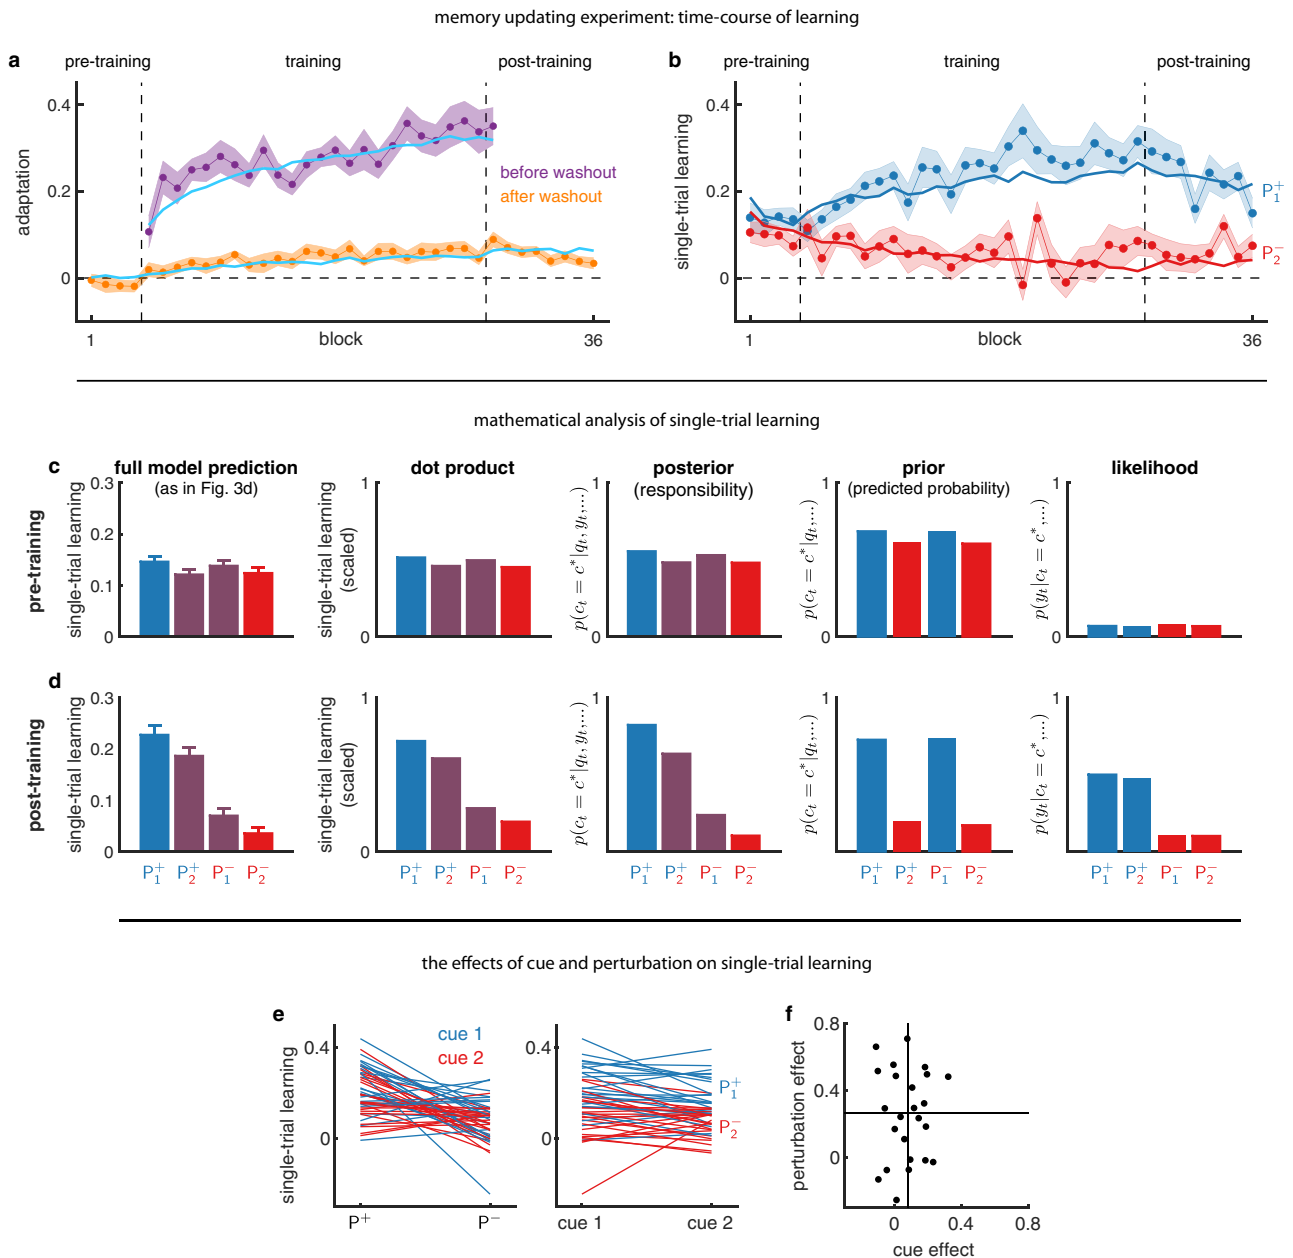 memory updating experiment: time-course of learning
a
pre-training
training
post-training
adaptation
0.4
0.2
0
before washout
after washout
1
block
36
b
pre-training
training
post-training
single-trial learning
0.4
0.2
0
P₁⁺
P₂⁻
1
block
36
mathematical analysis of single-trial learning
c
pre-training
full model prediction
(as in Fig. 3d)
single-trial learning
0.3
0.2
0.1
0
dot product
single-trial learning
(scaled)
1
0
posterior
(responsibility)
p(cₜ = c*|qₜ, yₜ,...)
1
0
prior
(predicted probability)
p(cₜ = c*|qₜ,...)
1
0
likelihood
p(yₜ|cₜ = c*,...)
1
0
d
post-training
single-trial learning
0.3
0.2
0.1
0
P₁⁺ P₂⁺ P₁⁻ P₂⁻
single-trial learning
(scaled)
1
0
P₁⁺ P₂⁺ P₁⁻ P₂⁻
p(cₜ = c*|qₜ, yₜ,...)
1
0
P₁⁺ P₂⁺ P₁⁻ P₂⁻
p(cₜ = c*|qₜ,...)
1
0
P₁⁺ P₂⁺ P₁⁻ P₂⁻
p(yₜ|cₜ = c*,...)
1
0
P₁⁺ P₂⁺ P₁⁻ P₂⁻
the effects of cue and perturbation on single-trial learning
e
single-trial learning
0.4
0
cue 1
cue 2
P⁺ P⁻
0.4
0
P₁⁺
P₂⁻
cue 1 cue 2
f
perturbation effect
0.8
0.4
0
0 0.4 0.8
cue effect